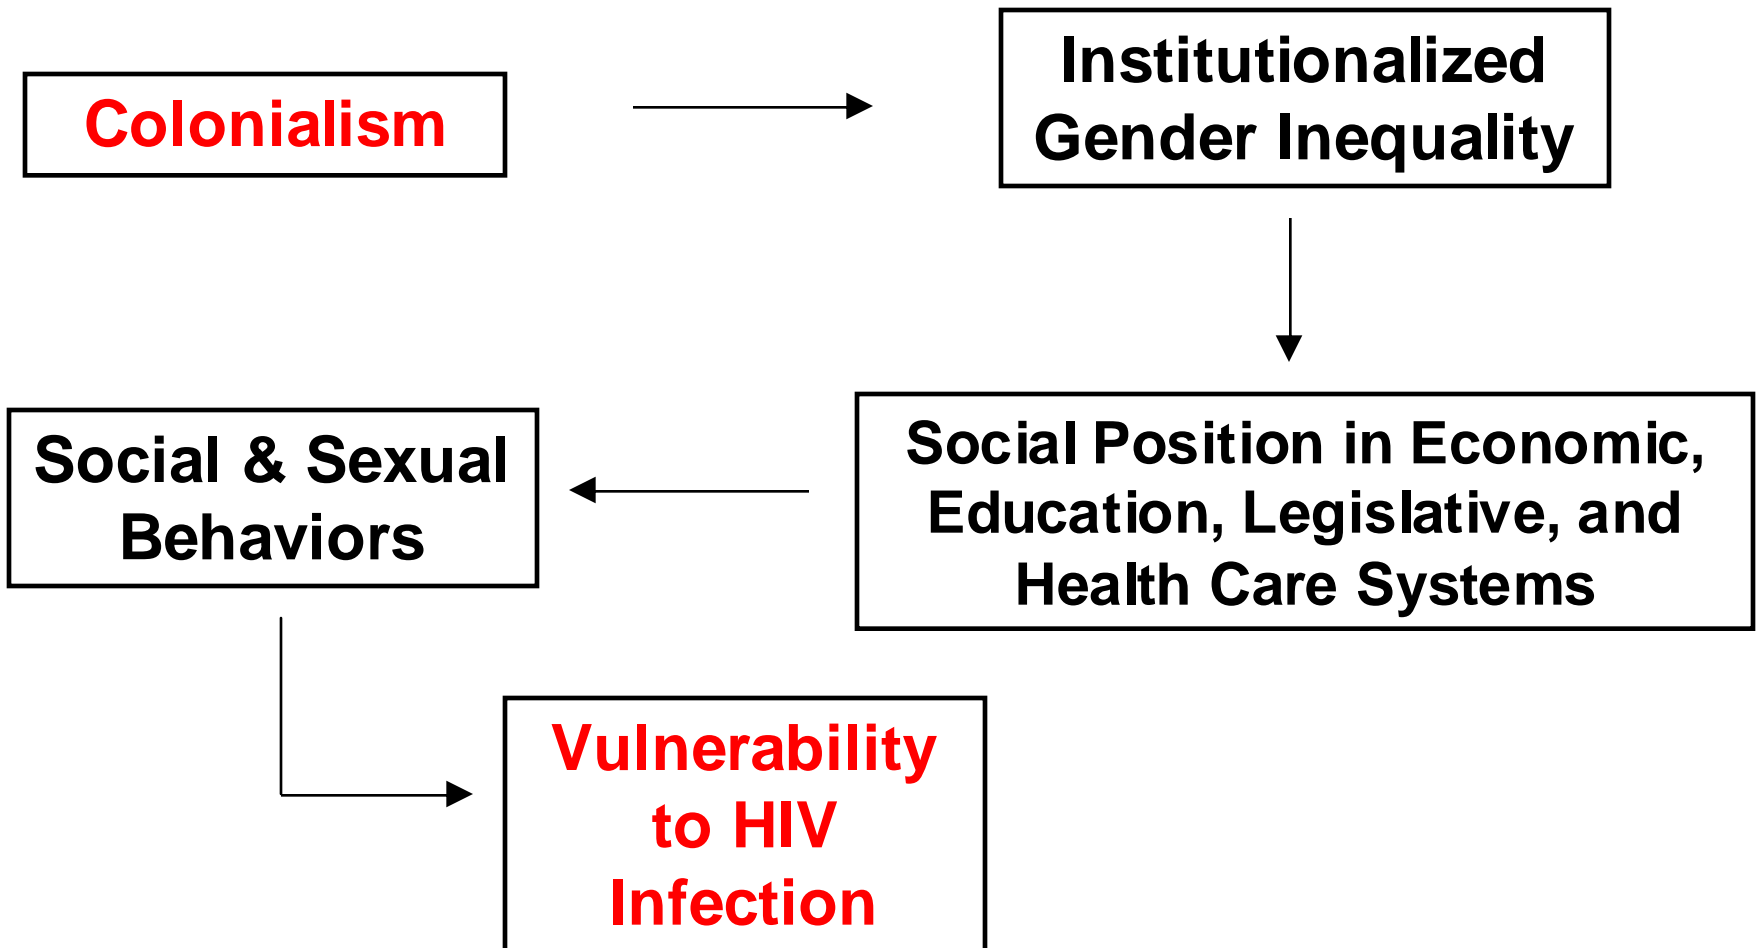 Colonialism
Institutionalized
Gender Inequality
Social Position in Economic,
Education, Legislative, and
Health Care Systems
Social & Sexual
Behaviors
Vulnerability
to HIV
Infection